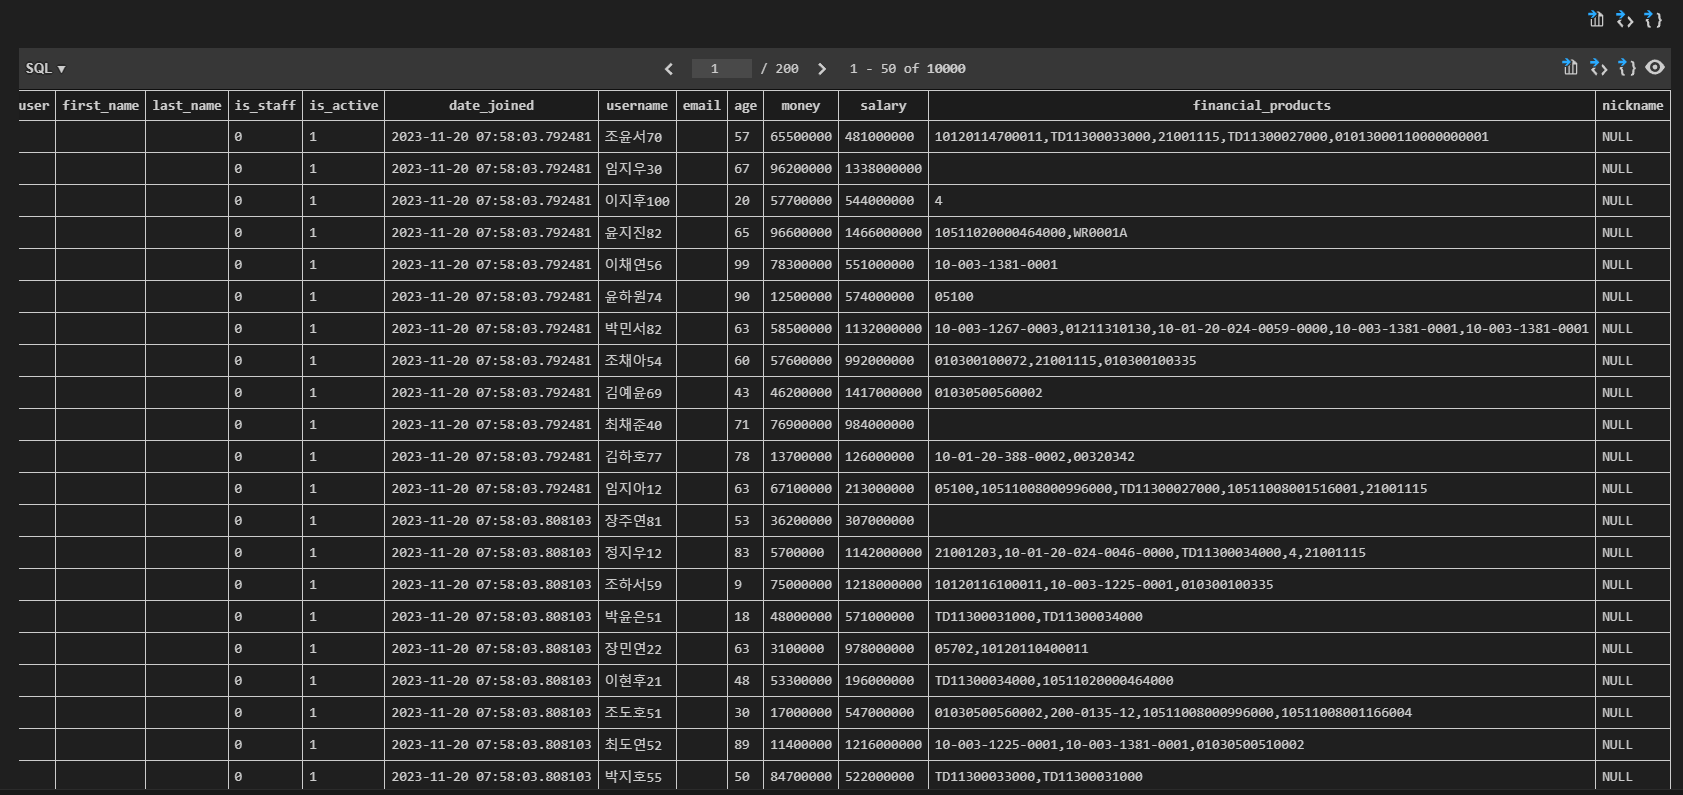 SQL ▼ 1 / 200 1 - 50 of 10000
user first_name last_name is_staff is_active date_joined username email age money salary financial_products nickname
0 1 2023-11-20 07:58:03.792481 조윤서70 57 65500000 481000000 10120114700011,TD11300033000,21001115,TD11300027000,01013000110000000001 NULL
0 1 2023-11-20 07:58:03.792481 임지우30 67 96200000 1338000000 NULL
0 1 2023-11-20 07:58:03.792481 이지후100 20 57700000 544000000 4 NULL
0 1 2023-11-20 07:58:03.792481 윤지진82 65 96600000 1466000000 10511020000464000,WR0001A NULL
0 1 2023-11-20 07:58:03.792481 이채연56 99 78300000 551000000 10-003-1381-0001 NULL
0 1 2023-11-20 07:58:03.792481 윤하원74 90 12500000 574000000 05100 NULL
0 1 2023-11-20 07:58:03.792481 박민서82 63 58500000 1132000000 10-003-1267-0003,01211310130,10-01-20-024-0059-0000,10-003-1381-0001,10-003-1381-0001 NULL
0 1 2023-11-20 07:58:03.792481 조채아54 60 57600000 992000000 010300100072,21001115,010300100335 NULL
0 1 2023-11-20 07:58:03.792481 김예윤69 43 46200000 1417000000 01030500560002 NULL
0 1 2023-11-20 07:58:03.792481 최채준40 71 76900000 984000000 NULL
0 1 2023-11-20 07:58:03.792481 김하호77 78 13700000 126000000 10-01-20-388-0002,00320342 NULL
0 1 2023-11-20 07:58:03.792481 임지아12 63 67100000 213000000 05100,10511008000996000,TD11300027000,10511008001516001,21001115 NULL
0 1 2023-11-20 07:58:03.808103 장주연81 53 36200000 307000000 NULL
0 1 2023-11-20 07:58:03.808103 정지우12 83 5700000 1142000000 21001203,10-01-20-024-0046-0000,TD11300034000,4,21001115 NULL
0 1 2023-11-20 07:58:03.808103 조하서59 9 75000000 1218000000 10120116100011,10-003-1225-0001,010300100335 NULL
0 1 2023-11-20 07:58:03.808103 박윤은51 18 48000000 571000000 TD11300031000,TD11300034000 NULL
0 1 2023-11-20 07:58:03.808103 장민연22 63 3100000 978000000 05702,10120110400011 NULL
0 1 2023-11-20 07:58:03.808103 이현후21 48 53300000 196000000 TD11300034000,10511020000464000 NULL
0 1 2023-11-20 07:58:03.808103 조도호51 30 17000000 547000000 01030500560002,200-0135-12,10511008000996000,10511008001166004 NULL
0 1 2023-11-20 07:58:03.808103 최도연52 89 11400000 1216000000 10-003-1225-0001,10-003-1381-0001,01030500510002 NULL
0 1 2023-11-20 07:58:03.808103 박지호55 50 84700000 522000000 TD11300033000,TD11300031000 NULL